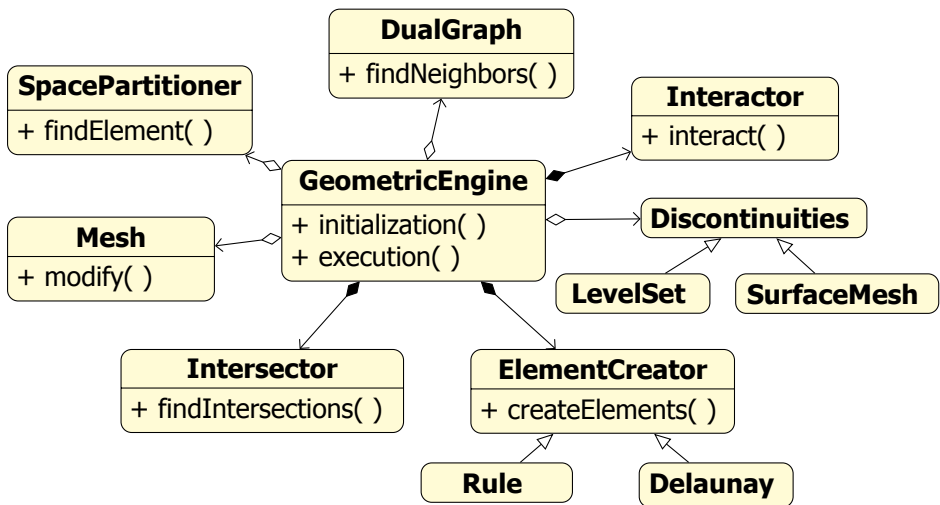 DualGraph
+ findNeighbors( )
SpacePartitioner
+ findElement( )
Interactor
+ interact( )
GeometricEngine
+ initialization( )
+ execution( )
Discontinuities
Mesh
+ modify( )
LevelSet
SurfaceMesh
Intersector
+ findIntersections( )
ElementCreator
+ createElements( )
Rule
Delaunay